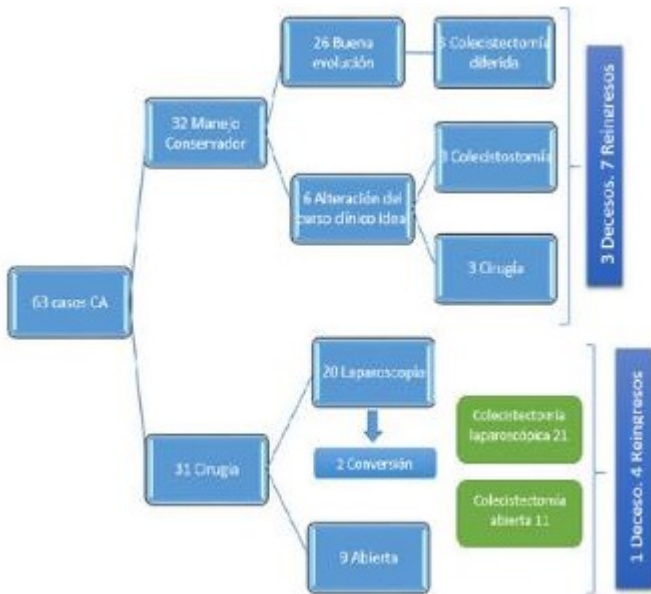 26 Buena
evolución
Colecistectomía
diferida
32 Manejo
Conservador
3 Colecistostomía
6 Alteración del
curso clínico ideal
3 Cirugía
3 Decesos. 7 Reingresos
63 casos CA
20 Laparoscopia
Colecistectomía
laparoscópica 21
31 Cirugía
2 Conversión
Colecistectomía
abierta 11
9 Abierta
1 Deceso. 4 Reingresos